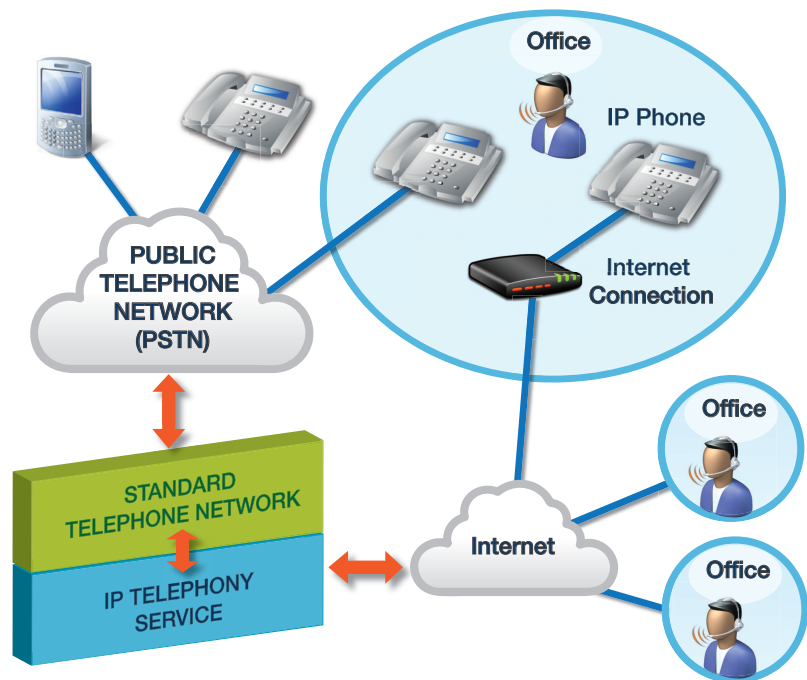 Office
IP Phone
PUBLIC
TELEPHONE
NETWORK
(PSTN)
Internet
Connection
STANDARD
TELEPHONE NETWORK
IP TELEPHONY
SERVICE
Internet
Office
Office